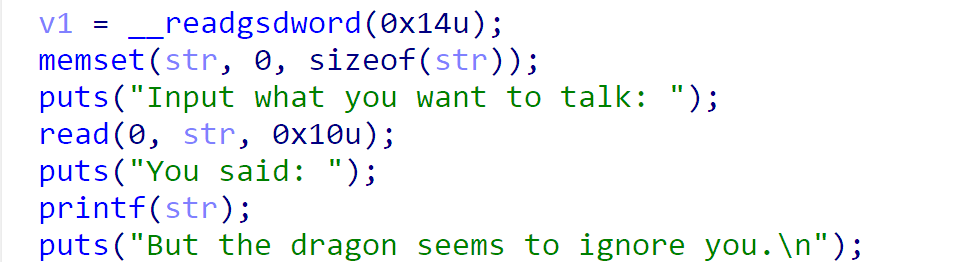 v1 = __readgsdword(0x14u);
memset(str, 0, sizeof(str));
puts("Input what you want to talk: ");
read(0, str, 0x10u);
puts("You said: ");
printf(str);
puts("But the dragon seems to ignore you.\n");